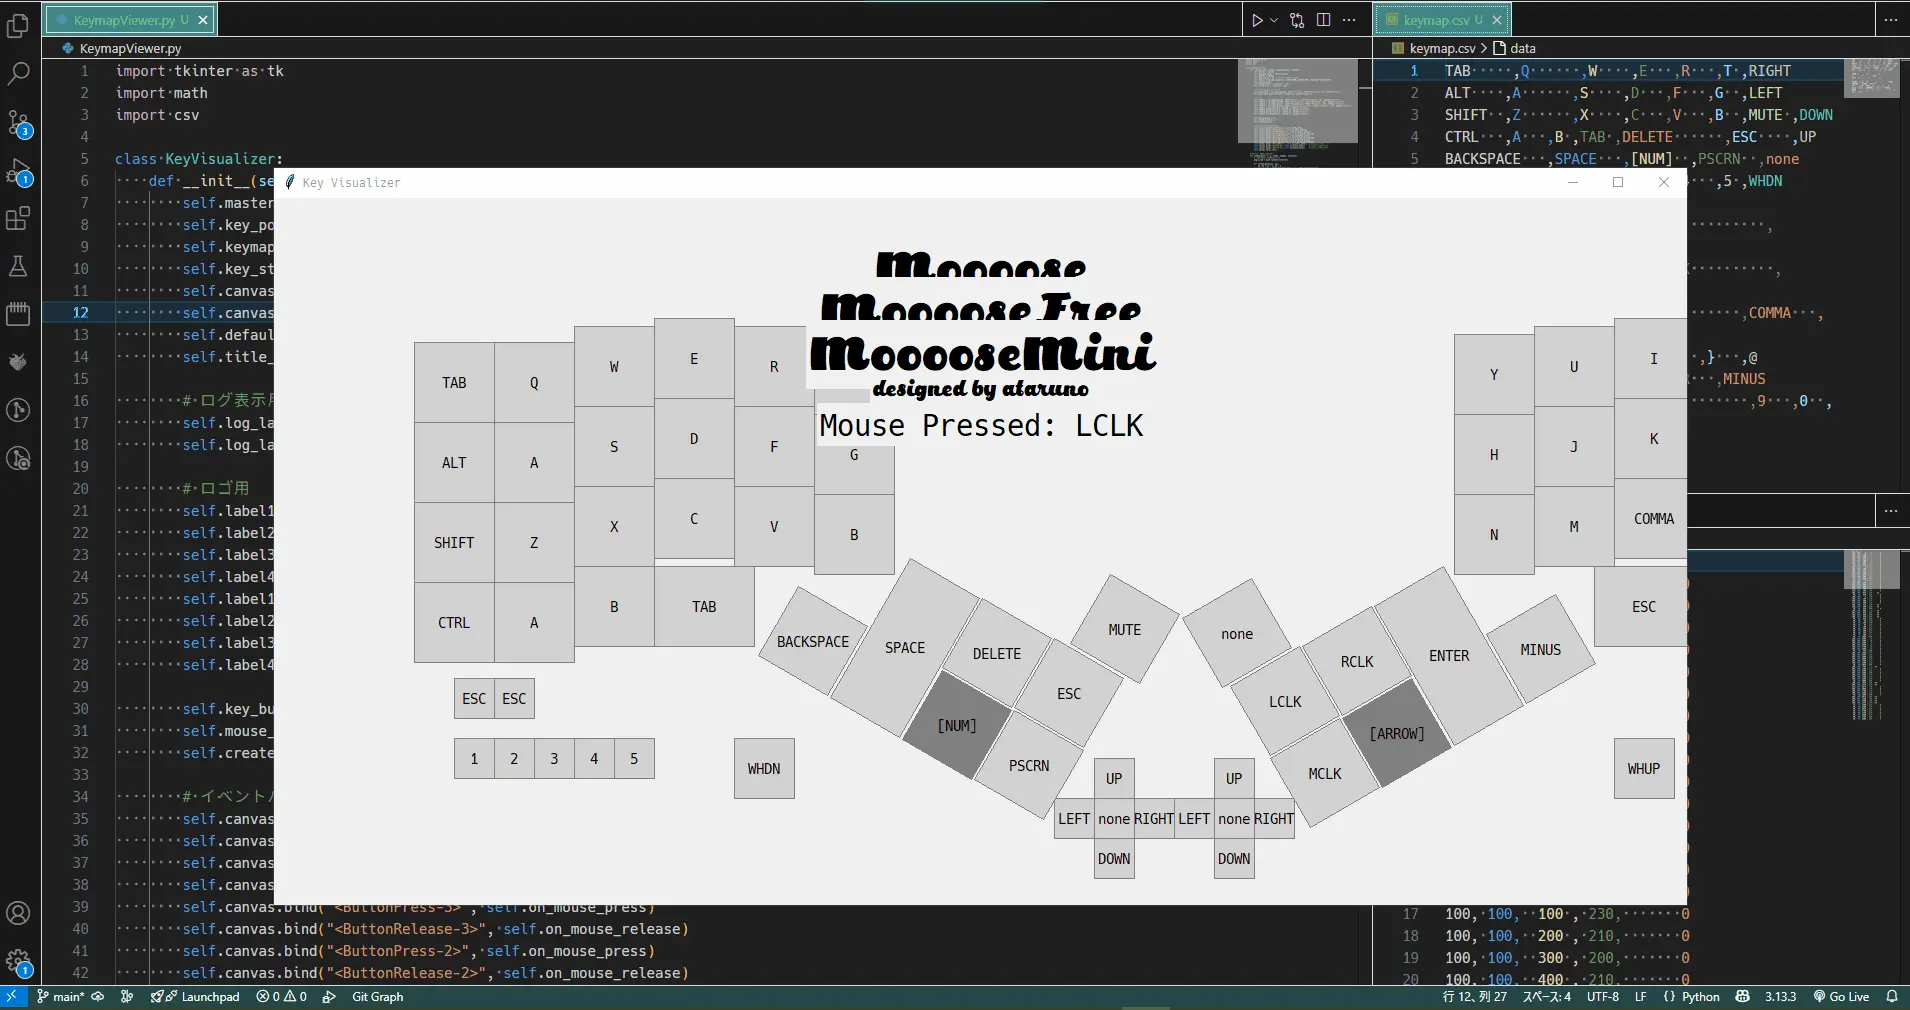 KeymapViewer.py U
keymap.csv U
KeymapViewer.py
keymap.csv > data
1 import tkinter as tk
2 import math
3 import csv
4
5 class KeyVisualizer:
6 def __init__(se
7 self.master
8 self.key_po
9 self.keymap
10 self.key_st
11 self.canvas
12 self.canvas
13 self.defaul
14 self.title_
15
16 # ログ表示用
17 self.log_la
18 self.log_la
19
20 # ロゴ用
21 self.label1
22 self.label2
23 self.label3
24 self.label4
25 self.label1
26 self.label2
27 self.label3
28 self.label4
29
30 self.key_bu
31 self.mouse_
32 self.create
33
34 # イベント
35 self.canvas
36 self.canvas
37 self.canvas
38 self.canvas
39 self.canvas.bind("<ButtonPress-3>", self.on_mouse_press)
40 self.canvas.bind("<ButtonRelease-3>", self.on_mouse_release)
41 self.canvas.bind("<ButtonPress-2>", self.on_mouse_press)
42 self.canvas.bind("<ButtonRelease-2>", self.on_mouse_release)
1 TAB ,Q ,W ,E ,R ,T ,RIGHT
2 ALT ,A ,S ,D ,F ,G ,LEFT
3 SHIFT ,Z ,X ,C ,V ,B ,MUTE ,DOWN
4 CTRL ,A ,B ,TAB ,DELETE ,ESC ,UP
5 BACKSPACE ,SPACE ,[NUM] ,PSCRN ,none
,5 ,WHDN
,
,
,COMMA ,
,} ,@
,MINUS
,9 ,0 ,
17 100, 100, 100 , 230, 0
18 100, 100, 200 , 210, 0
19 100, 100, 300 , 200, 0
20 100, 100, 400 , 210, 0
Key Visualizer
Moooose
MoooseFree
MooooseMini
designed by ataruno
Mouse Pressed: LCLK
TAB Q W E R
ALT A S D F G
SHIFT Z X C V B
CTRL A B TAB
Y U I
H J K
N M COMMA
ESC
BACKSPACE SPACE DELETE ESC MUTE
[NUM] PSCRN
none LCLK RCLK ENTER MINUS
MCLK [ARROW]
ESC ESC
1 2 3 4 5
WHDN
UP UP
LEFT none RIGHT LEFT none RIGHT
DOWN DOWN
WHUP
3
1
1
main* Launchpad 0 0 Git Graph
行 12、列 27 スペース: 4 UTF-8 LF {} Python 3.13.3 Go Live